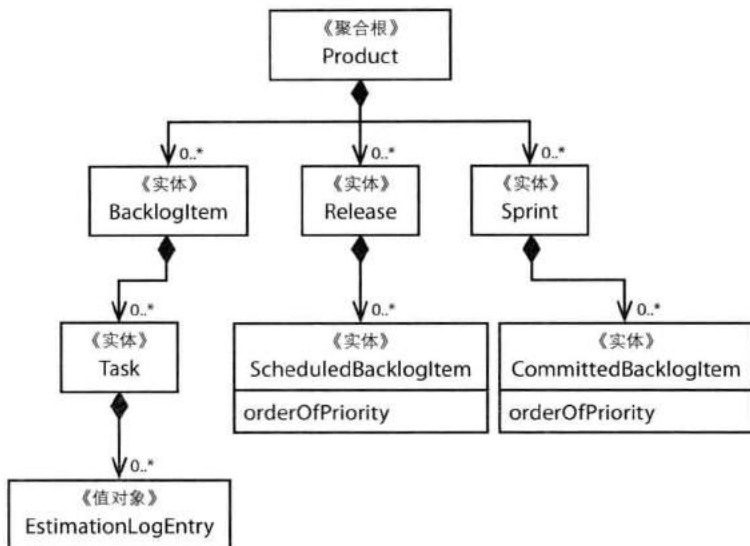 《聚合根》
Product
0..*
0..*
0..*
《实体》
BacklogItem
《实体》
Release
《实体》
Sprint
0..*
0..*
0..*
《实体》
Task
《实体》
ScheduledBacklogItem
orderOfPriority
《实体》
CommittedBacklogItem
orderOfPriority
0..*
《值对象》
EstimationLogEntry